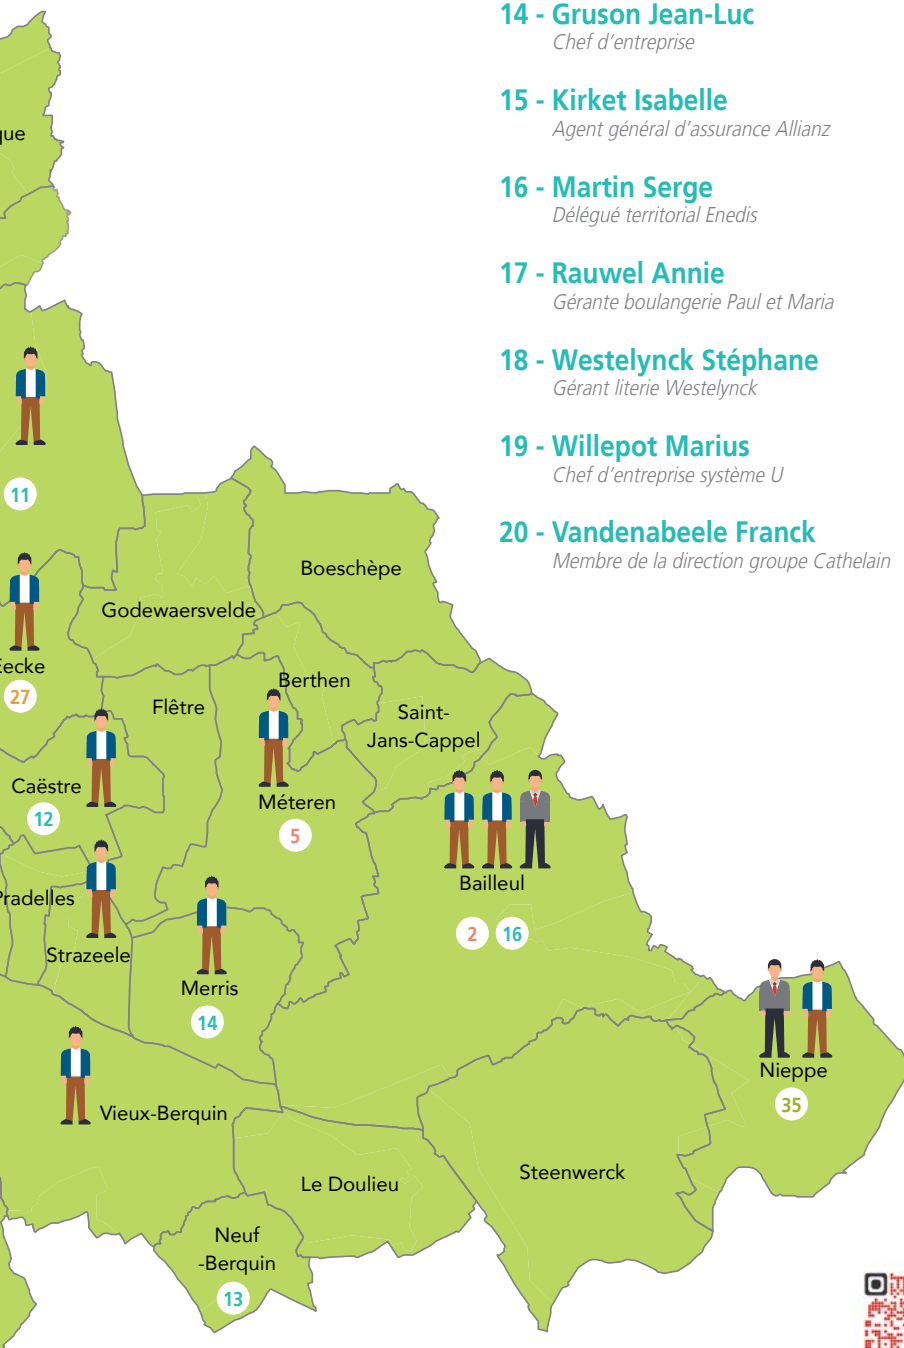 14 - Gruson Jean-Luc
Chef d'entreprise
15 - Kirket Isabelle
Agent général d'assurance Allianz
16 - Martin Serge
Délégué territorial Enedis
17 - Rauwel Annie
Gérante boulangerie Paul et Maria
18 - Westelynck Stéphane
Gérant literie Westelynck
19 - Willepot Marius
Chef d'entreprise système U
20 - Vandenabeele Franck
Membre de la direction groupe Cathelain
que
11
Boeschèpe
Godewaersvelde
Eecke
27
Berthen
Flêtre
Saint-
Jans-Cappel
Caëstre
12
Méteren
5
Bailleul
2 16
Pradelles
Strazeele
Merris
14
Nieppe
35
Vieux-Berquin
Steenwerck
Le Doulieu
Neuf
-Berquin
13